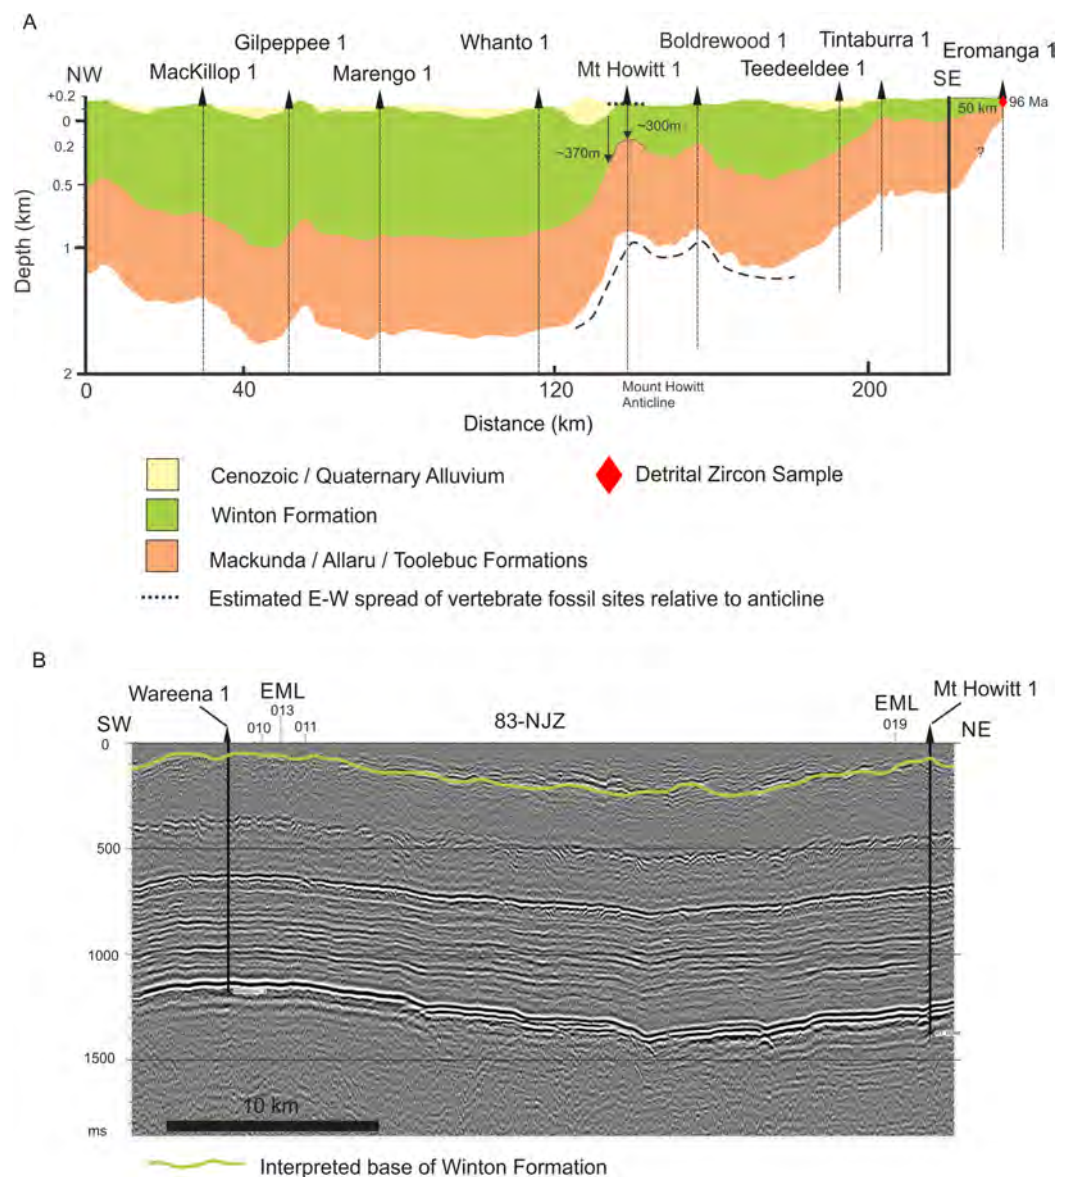 A
Gilpeppee 1
Whanto 1
Boldrewood 1
Tintaburra 1
Eromanga 1
NW
MacKillop 1
Marengo 1
Mt Howitt 1
Teedeeldee 1
SE
+0.2
0
0.2
0.5
1
2
Depth (km)
~370m
~300m
50 km
96 Ma
?
0
40
120
200
Mount Howitt
Anticline
Distance (km)
Cenozoic / Quaternary Alluvium
Detrital Zircon Sample
Winton Formation
Mackunda / Allaru / Toolebuc Formations
Estimated E-W spread of vertebrate fossil sites relative to anticline
B
Wareena 1
EML
013
010
011
SW
83-NJZ
EML
019
Mt Howitt 1
NE
0
500
1000
1500
ms
10 km
Interpreted base of Winton Formation